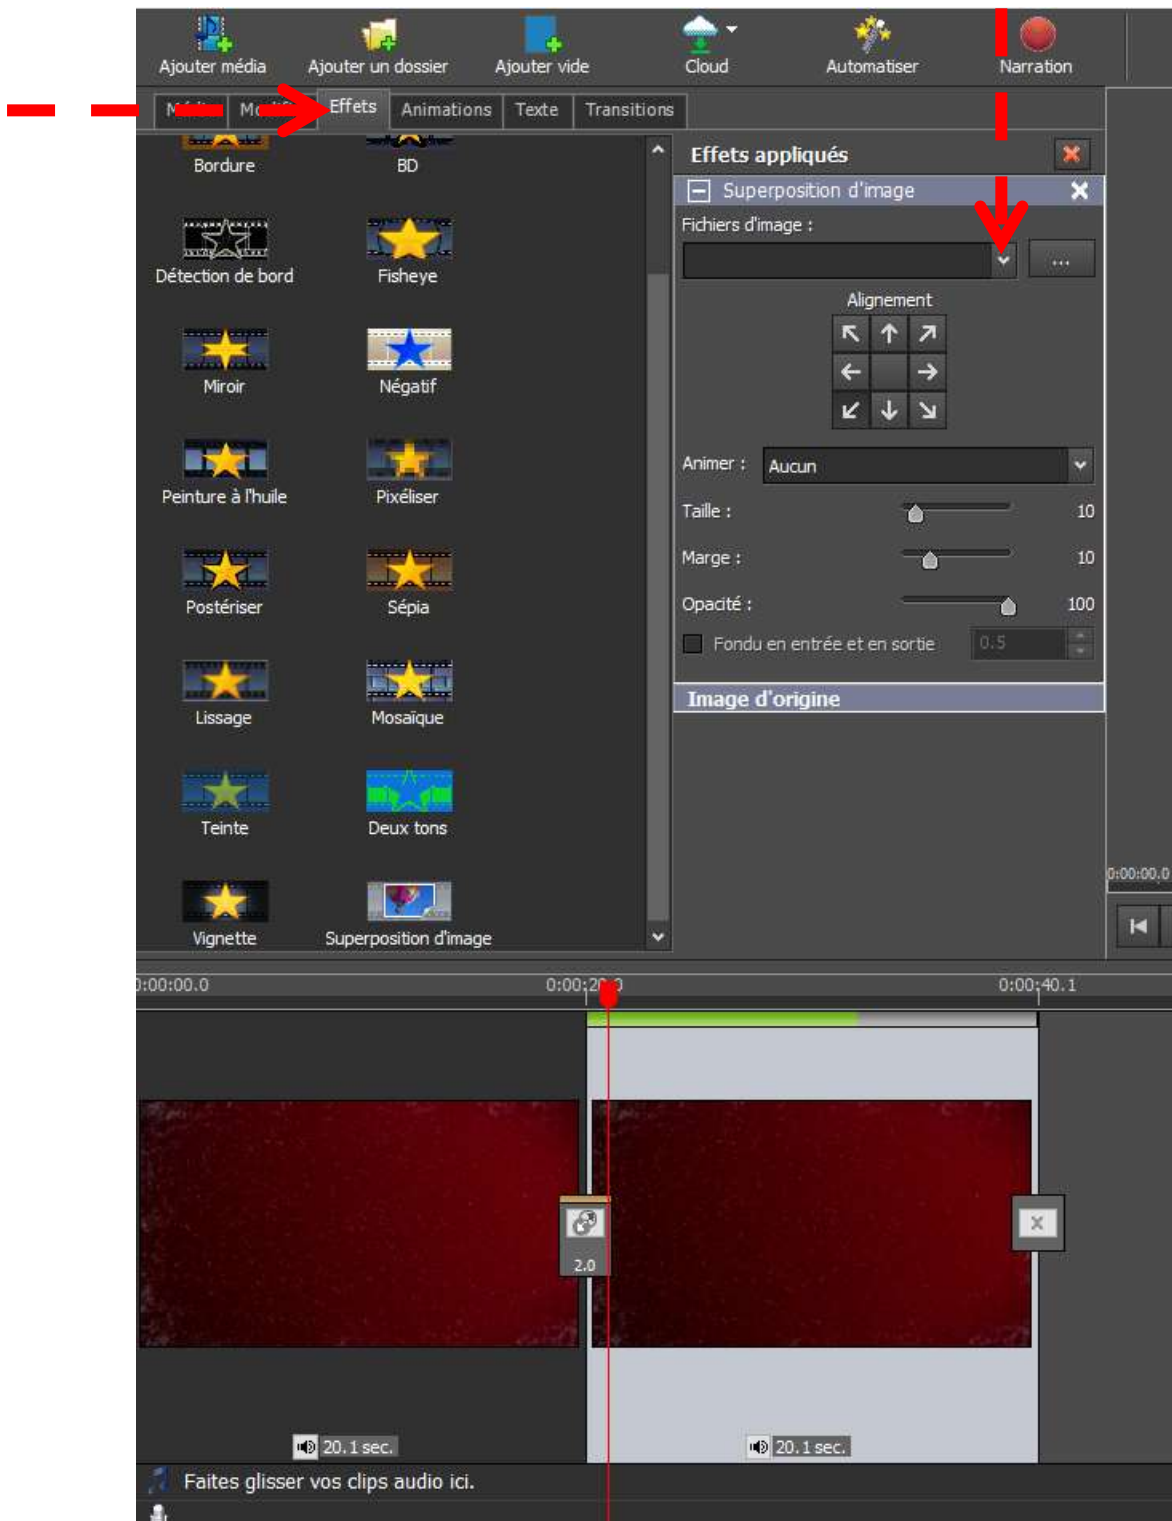 Ajouter média Ajouter un dossier Ajouter vide Cloud Automatiser Narration
Effets Animations Texte Transitions
Bordure BD
Détection de bord Fisheye
Miroir Négatif
Peinture à l'huile Pixéliser
Postériser Sépia
Lissage Mosaïque
Teinte Deux tons
Vignette Superposition d'image
Effets appliqués
Superposition d'image
Fichiers d'image :
...
Alignement
Animer : Aucun
Taille : 10
Marge : 10
Opacité : 100
Fondu en entrée et en sortie 0.5
Image d'origine
0:00:00.0
0:00:00.0 0:00:40.1
2.0
20.1 sec. 20.1 sec.
Faites glisser vos clips audio ici.